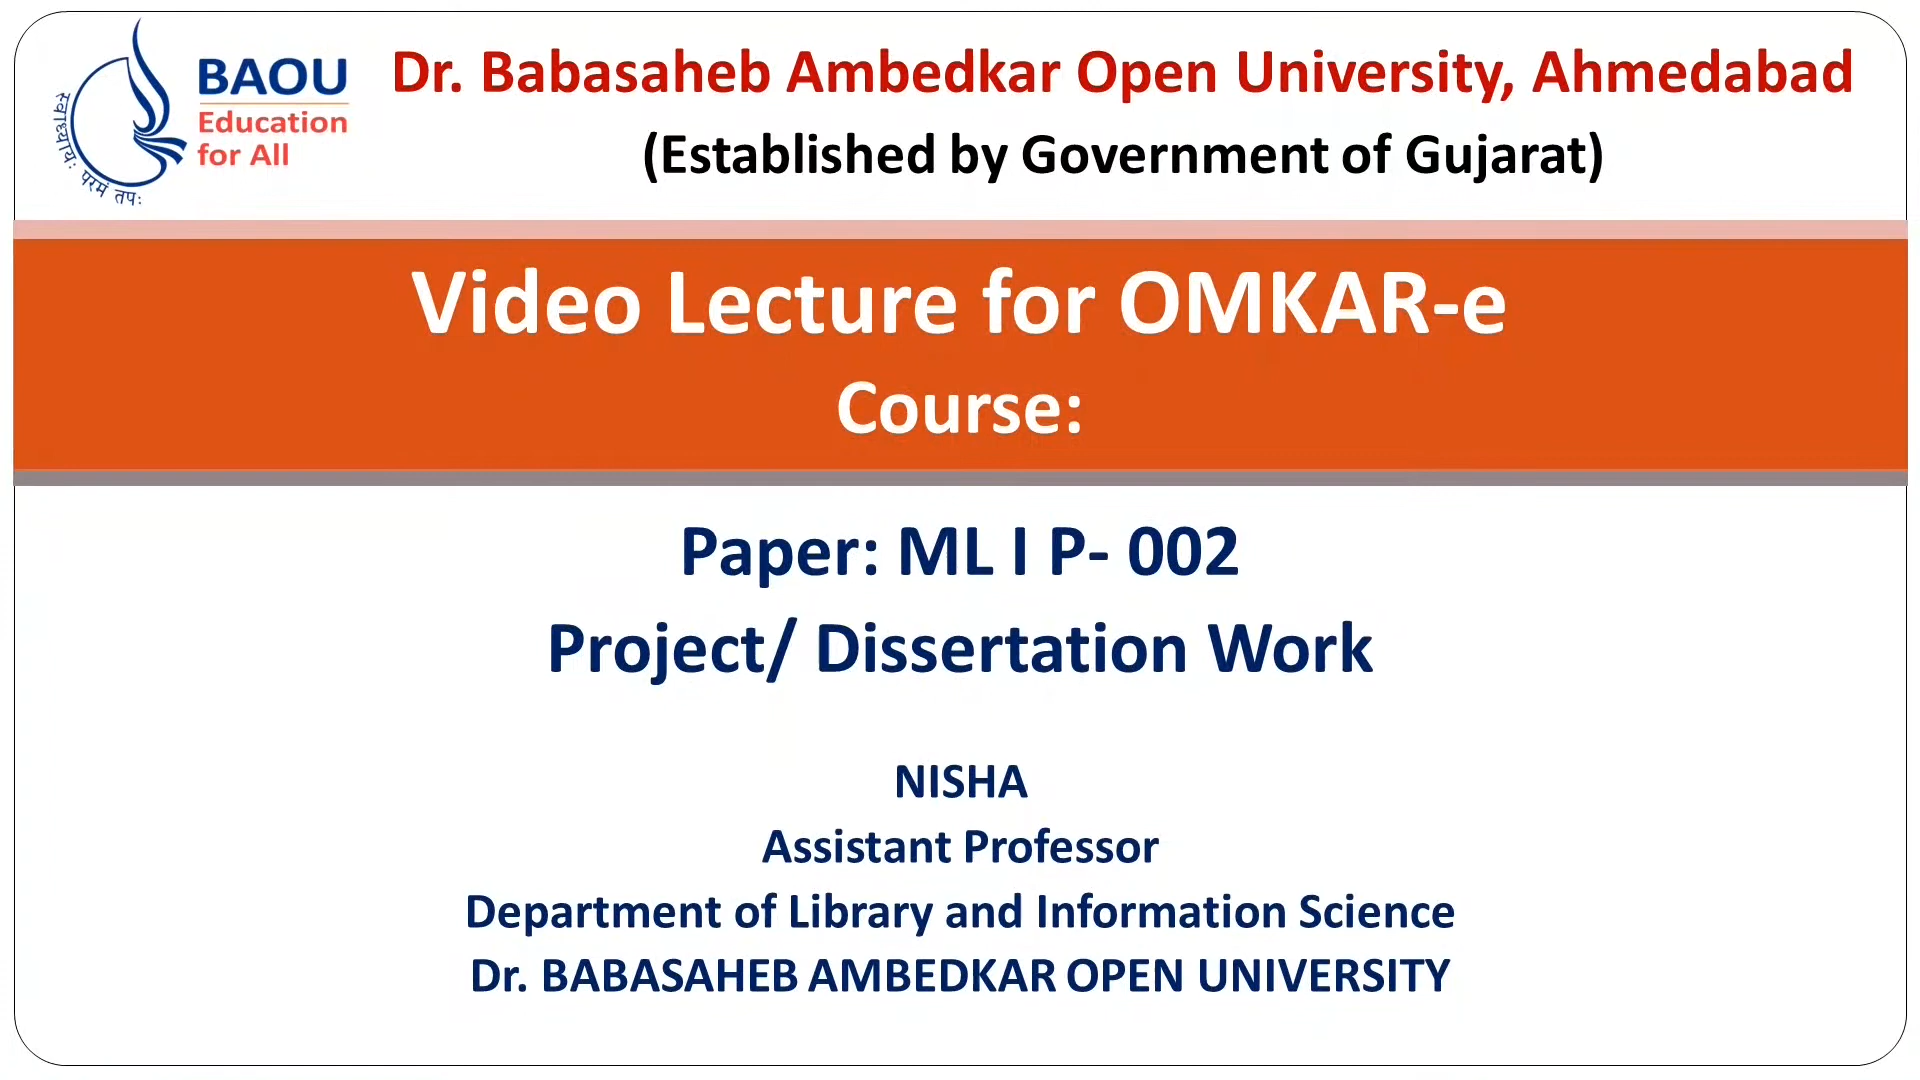 BAOU
Education
for All
स्वाध्यायः परमं तपः
Dr. Babasaheb Ambedkar Open University, Ahmedabad
(Established by Government of Gujarat)
Video Lecture for OMKAR-e
Course:
Paper: ML I P- 002
Project/ Dissertation Work
NISHA
Assistant Professor
Department of Library and Information Science
Dr. BABASAHEB AMBEDKAR OPEN UNIVERSITY